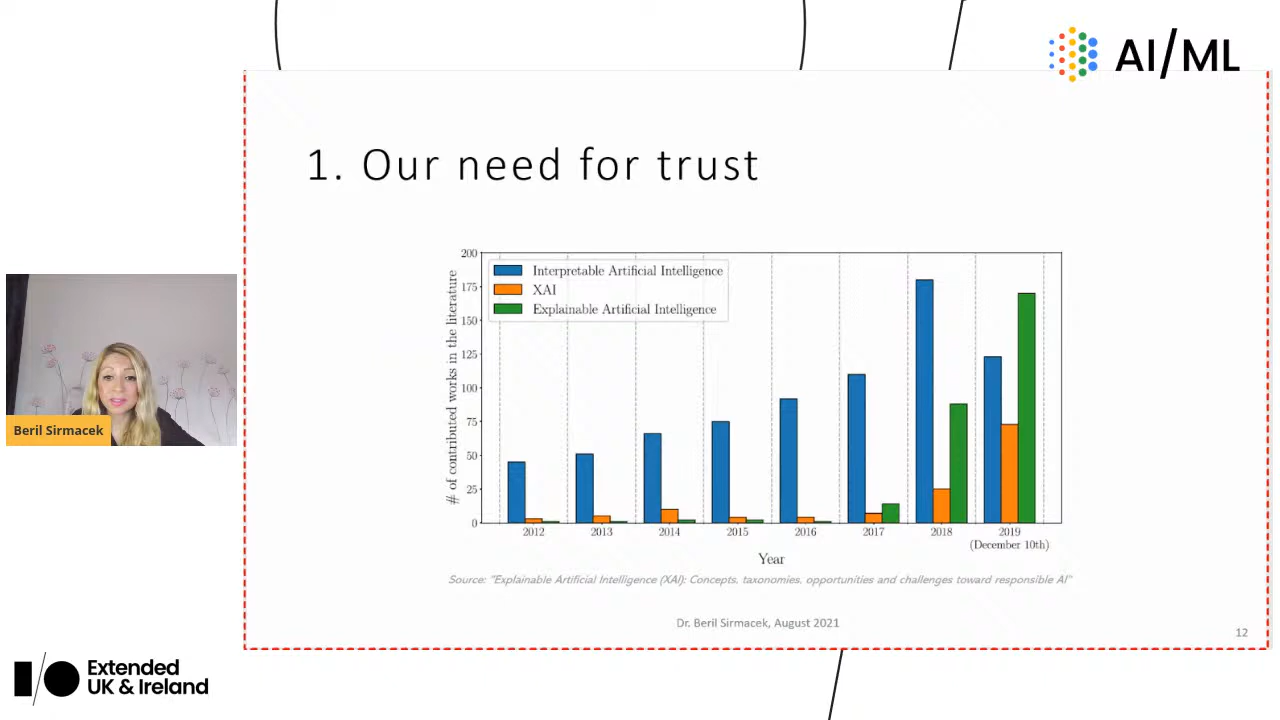 AI/ML
1. Our need for trust
200
175
150
125
100
75
50
25
0
# of contributed works in the literature
Interpretable Artificial Intelligence
XAI
Explainable Artificial Intelligence
2012
2013
2014
2015
2016
2017
2018
2019
(December 10th)
Year
Source: "Explainable Artificial Intelligence (XAI): Concepts, taxonomies, opportunities and challenges toward responsible AI"
Dr. Beril Sirmacek, August 2021
12
Beril Sirmacek
Extended
UK & Ireland